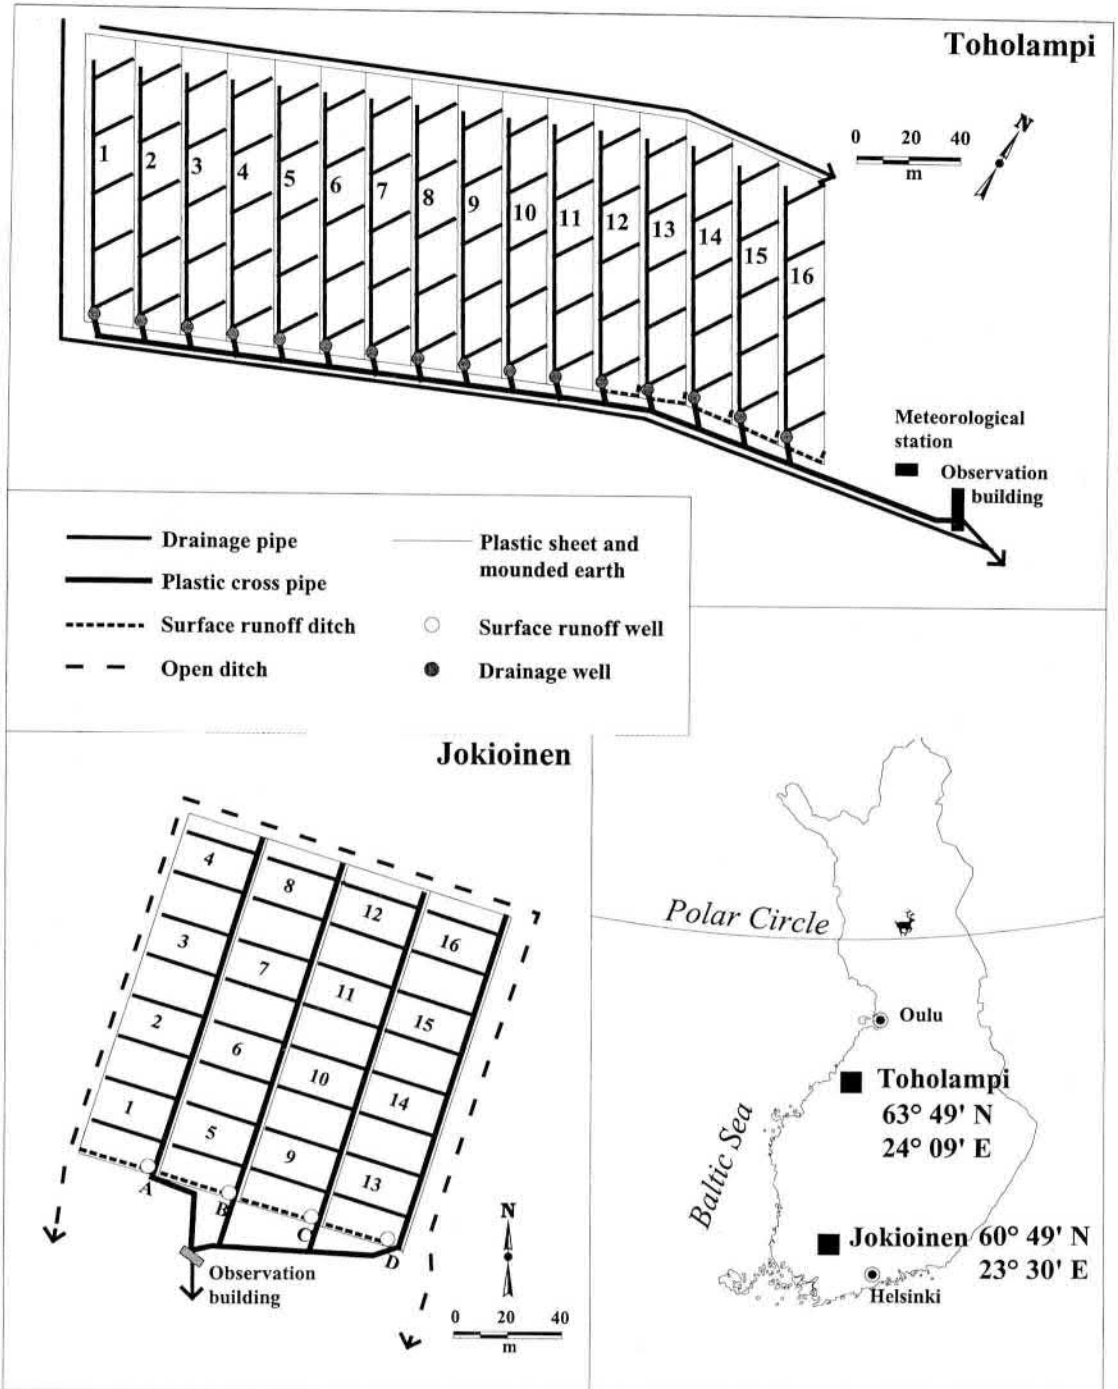 Toholampi
0 20 40
m
N
1
2
3
4
5
6
7
8
9
10
11
12
13
14
15
16
Meteorological
station
Observation
building
Drainage pipe
Plastic cross pipe
Surface runoff ditch
Open ditch
Plastic sheet and
mounded earth
Surface runoff well
Drainage well
Jokioinen
4
8
12
16
3
7
11
15
2
6
10
14
1
5
9
13
A
B
C
D
Observation
building
N
0 20 40
m
Polar Circle
Oulu
Toholampi
63° 49' N
24° 09' E
Baltic Sea
Jokioinen 60° 49' N
23° 30' E
Helsinki